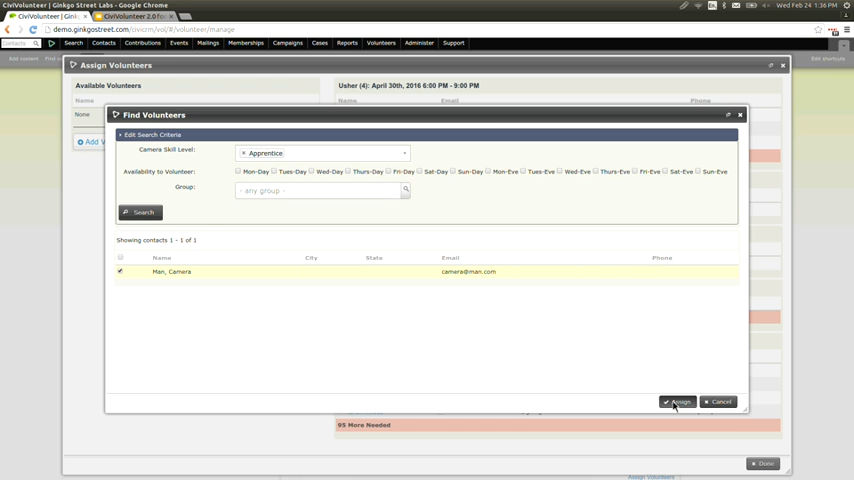 CiviVolunteer | Ginkgo Street Labs - Google Chrome
En
Wed Feb 24 1:36 PM
CiviVolunteer | Gink
CiviVolunteer 2.0 f
demo.ginkgostreet.com/civicrm/vol/#/volunteer/manage
Contacts
Search Contacts Contributions Events Mailings Memberships Campaigns Cases Reports Volunteers Administer Support
Add content
Edit shortcuts
Assign Volunteers
Available Volunteers
Usher (4): April 30th, 2016 6:00 PM - 9:00 PM
Name
Name Email Phone
None
Add V
Find Volunteers
Edit Search Criteria
Camera Skill Level:
× Apprentice
Availability to Volunteer:
Mon-Day Tues-Day Wed-Day Thurs-Day Fri-Day Sat-Day Sun-Day Mon-Eve Tues-Eve Wed-Eve Thurs-Eve Fri-Eve Sat-Eve Sun-Eve
Group:
- any group -
Search
Showing contacts 1 - 1 of 1
Name City State Email Phone
Man, Camera camera@man.com
Assign
Cancel
95 More Needed
Done
Assign Volunteers